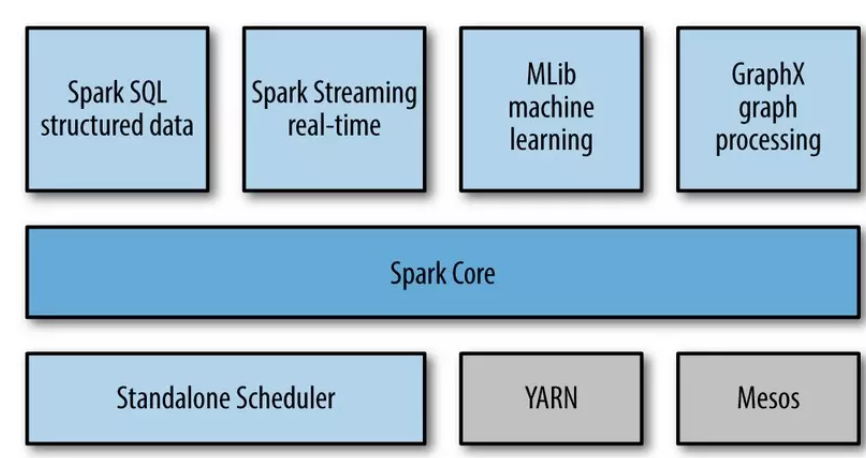 Spark SQL
structured data
Spark Streaming
real-time
MLib
machine
learning
GraphX
graph
processing
Spark Core
Standalone Scheduler
YARN
Mesos